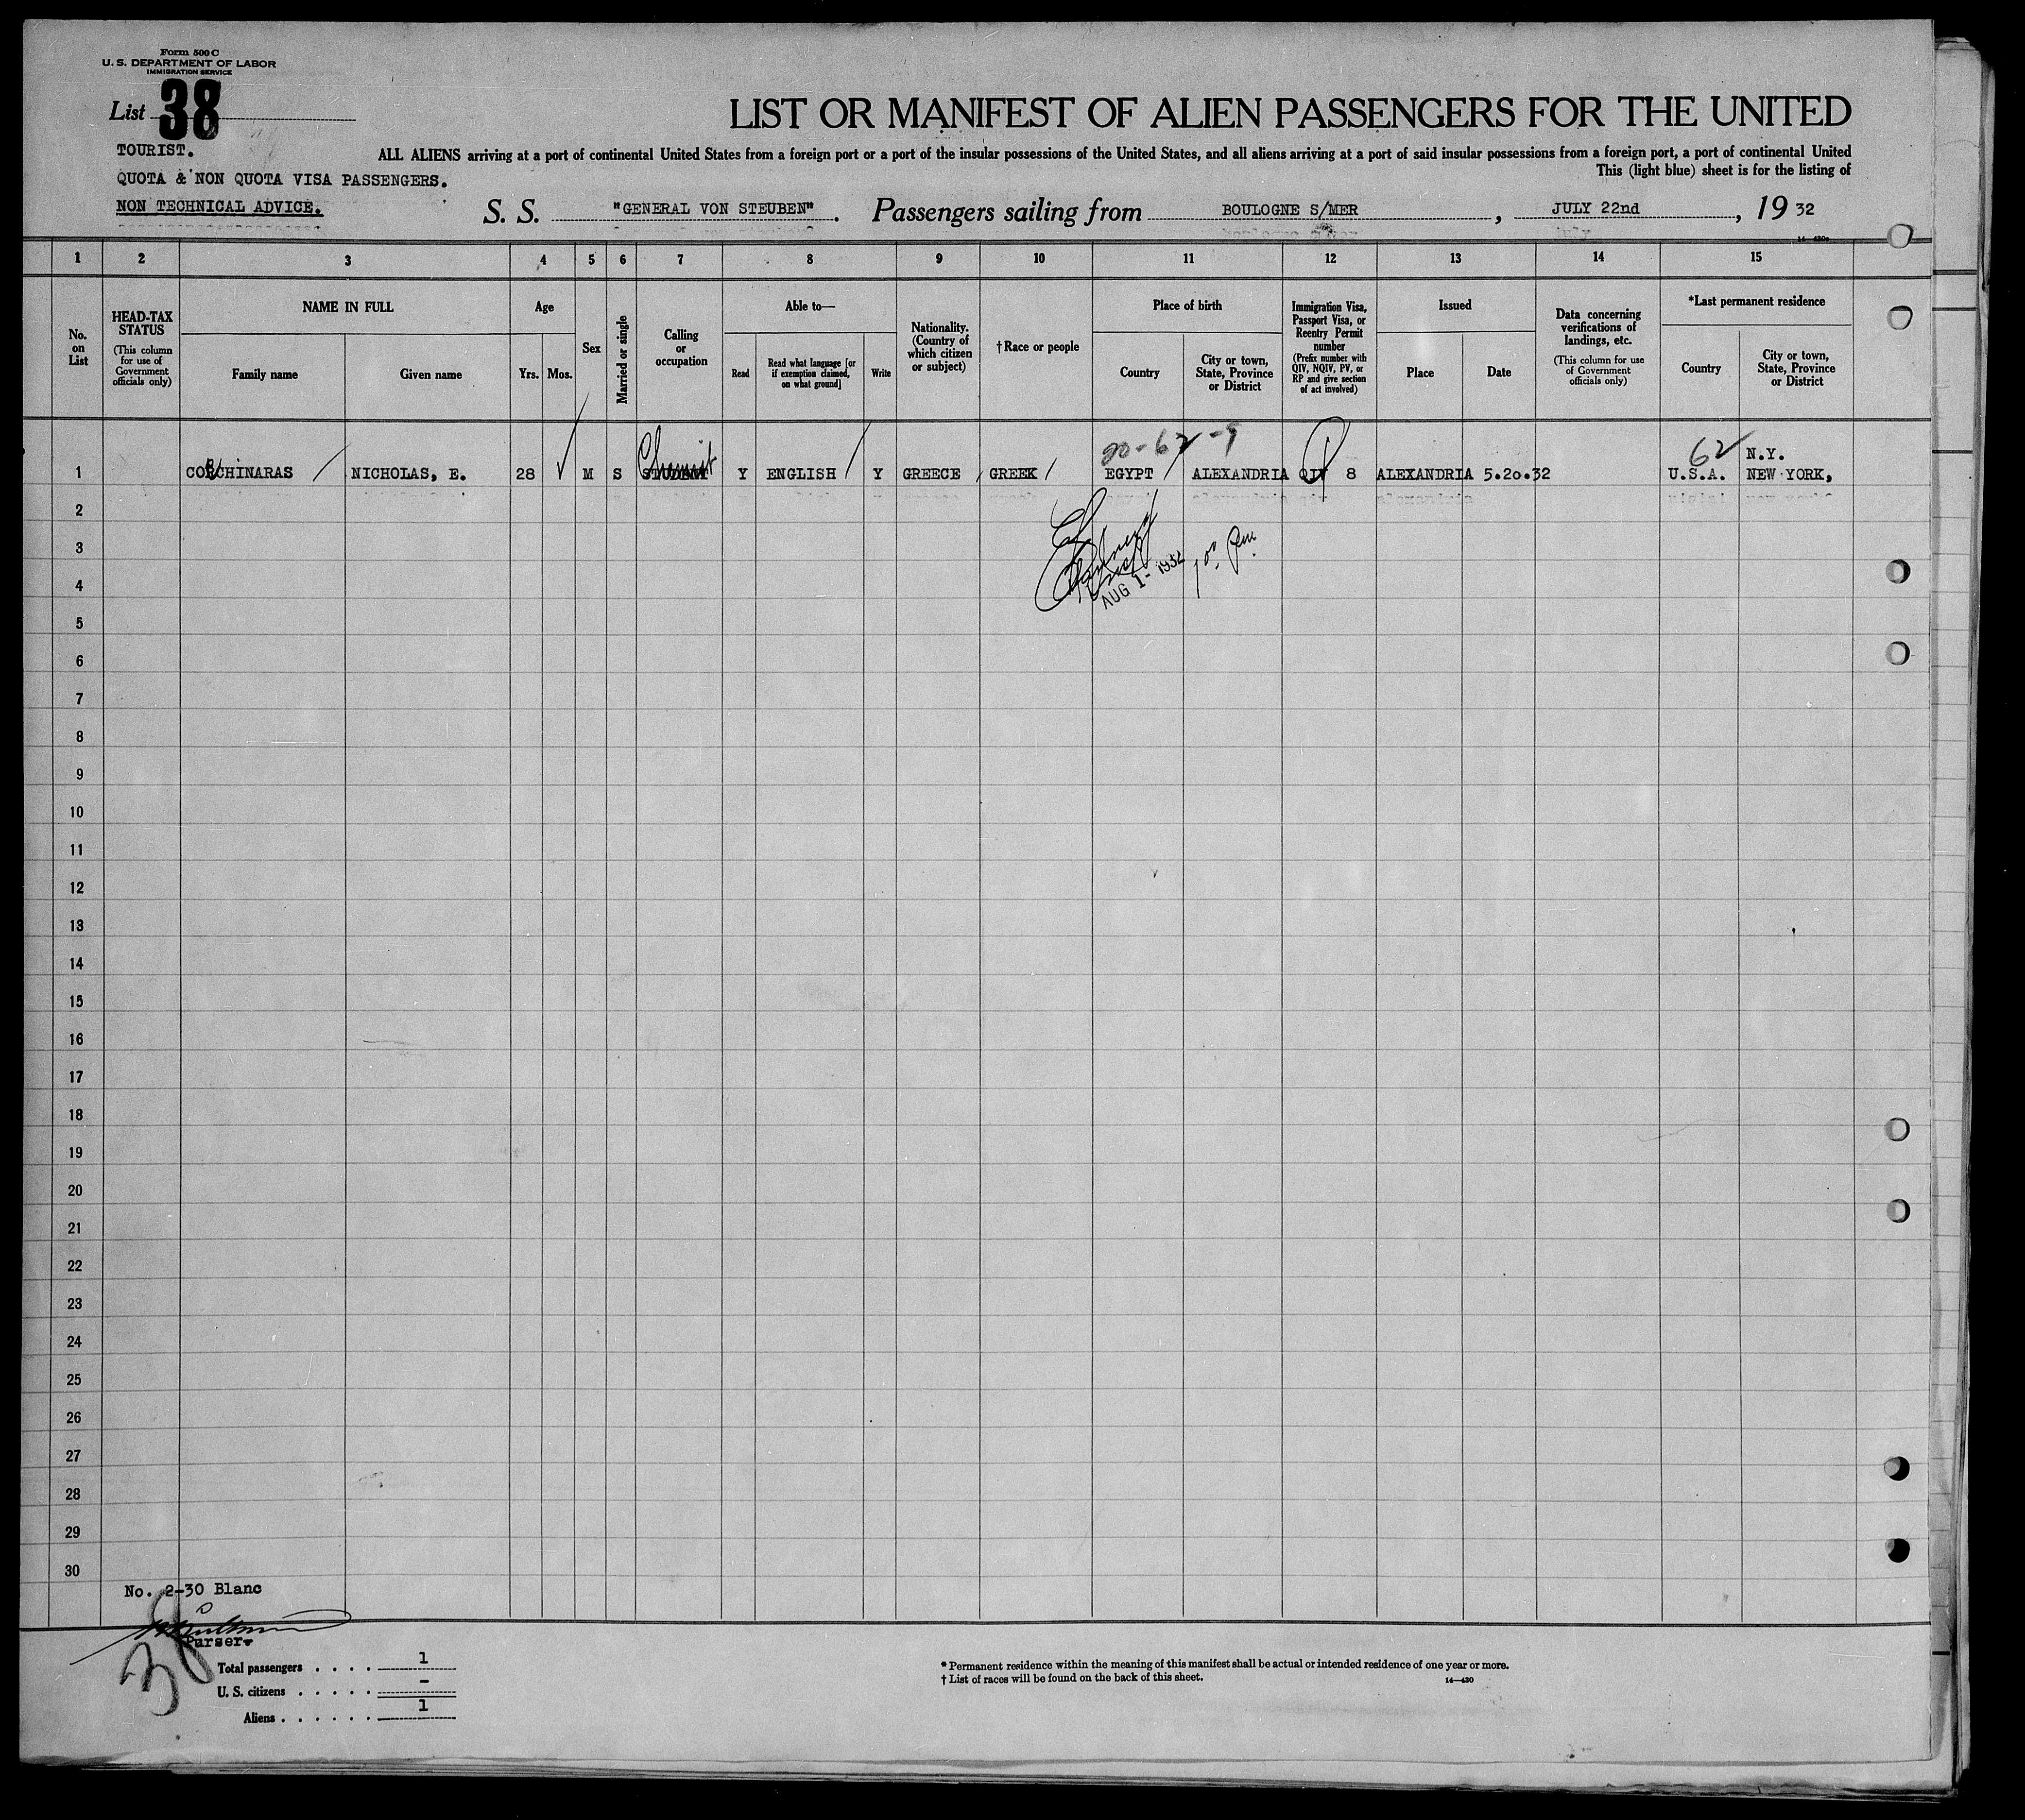 Form 500 C
U. S. DEPARTMENT OF LABOR
IMMIGRATION SERVICE
List 38
LIST OR MANIFEST OF ALIEN PASSENGERS FOR THE UNITED
TOURIST.
QUOTA & NON QUOTA VISA PASSENGERS.
NON TECHNICAL ADVICE.
ALL ALIENS arriving at a port of continental United States from a foreign port or a port of the insular possessions of the United States, and all aliens arriving at a port of said insular possessions from a foreign port, a port of continental United
This (light blue) sheet is for the listing of
S. S. "GENERAL VON STEUBEN". Passengers sailing from BOULOGNE S/MER, JULY 22nd, 19 32
1 2 3 4 5 6 7 8 9 10 11 12 13 14 15
No. on List
HEAD-TAX STATUS
(This column for use of Government officials only)
NAME IN FULL
Family name
Given name
Age
Yrs.
Mos.
Sex
Married or single
Calling or occupation
Able to—
Read
Read what language [or if exemption claimed, on what ground]
Write
Nationality. (Country of which citizen or subject)
† Race or people
Place of birth
Country
City or town, State, Province or District
Immigration Visa, Passport Visa, or Reentry Permit number
(Prefix number with QIV, NQIV, PV, or RP and give section of act involved)
Issued
Place
Date
Data concerning verifications of landings, etc.
(This column for use of Government officials only)
*Last permanent residence
Country
City or town, State, Province or District
20-62-9
62 N.Y.
Chemist
1 NICHOLAS, E. 28 M S STUDENT Y ENGLISH Y GREECE GREEK EGYPT ALEXANDRIA QIV 8 ALEXANDRIA 5.20.32 U.S.A. NEW YORK,
2
3
AUG 1- 1932
4
5
6
7
8
9
10
11
12
13
14
15
16
17
18
19
20
21
22
23
24
25
26
27
28
29
30
No. 2-30 Blanc
Purser
Total passengers . . . . 1
U. S. citizens . . . . . -
Aliens . . . . . . 1
* Permanent residence within the meaning of this manifest shall be actual or intended residence of one year or more.
† List of races will be found on the back of this sheet.
14—430